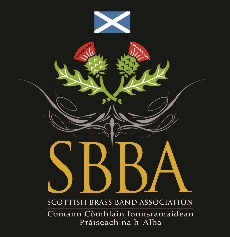 SBBA
SCOTTISH BRASS BAND ASSOCIATION
Comann Còmhlain Ionnsramaidean
Pràiseach na h-Alba